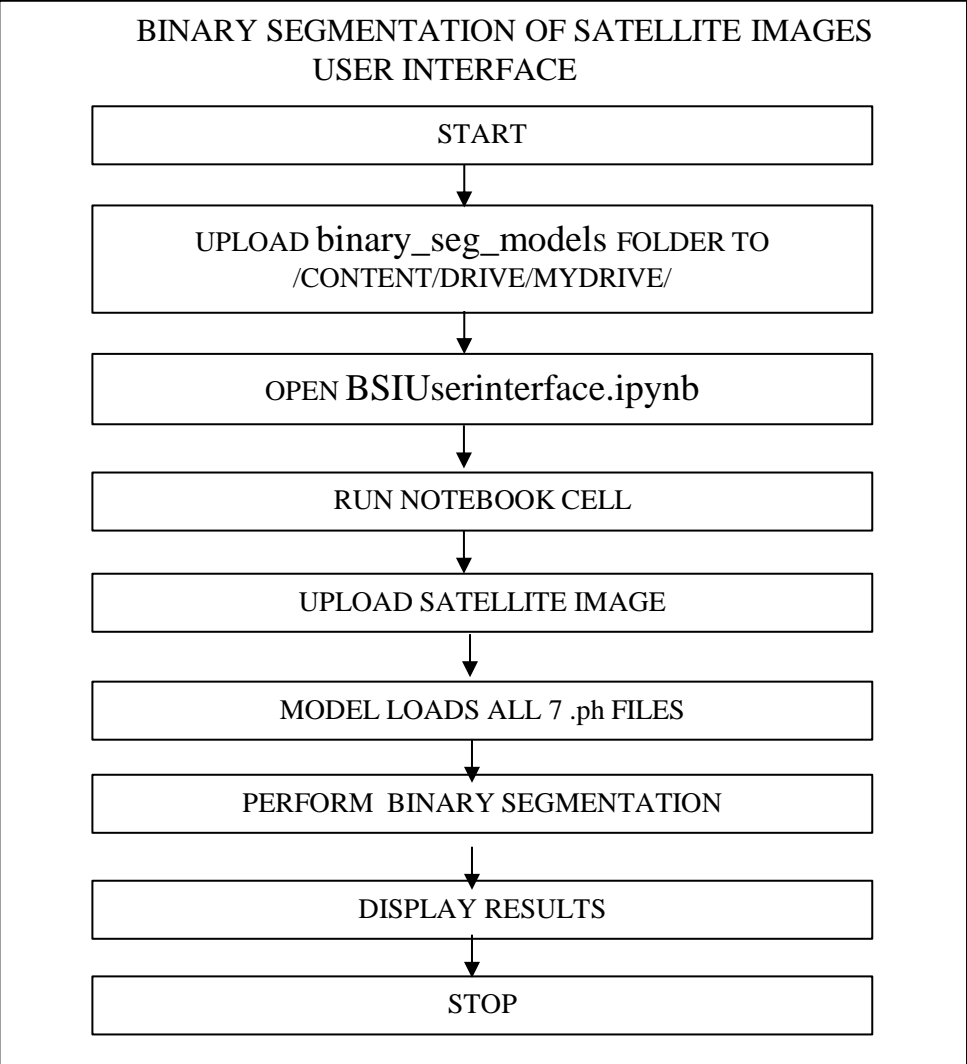 BINARY SEGMENTATION OF SATELLITE IMAGES
USER INTERFACE
START
UPLOAD binary_seg_models FOLDER TO
/CONTENT/DRIVE/MYDRIVE/
OPEN BSIUserinterface.ipynb
RUN NOTEBOOK CELL
UPLOAD SATELLITE IMAGE
MODEL LOADS ALL 7 .ph FILES
PERFORM BINARY SEGMENTATION
DISPLAY RESULTS
STOP